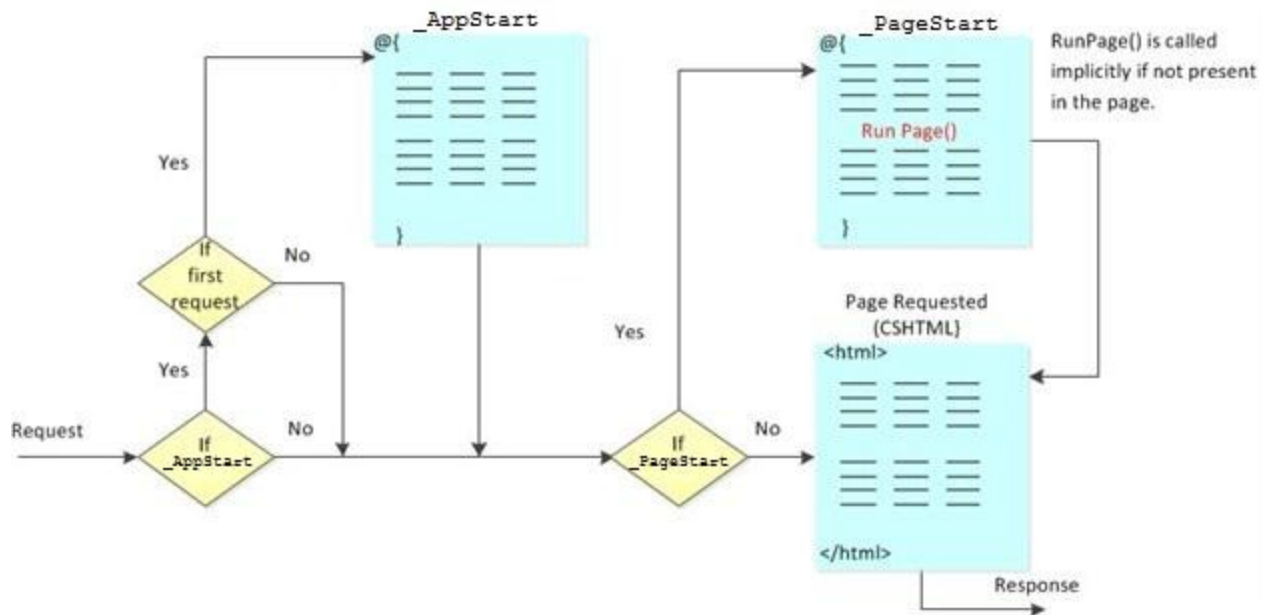 _AppStart
@{
}
Yes
If
first
request
No
Yes
Request
If
_AppStart
No
_PageStart
@{
Run Page()
}
RunPage() is called
implicitly if not present
in the page.
Yes
If
_PageStart
No
Page Requested
(CSHTML}
<html>
</html>
Response